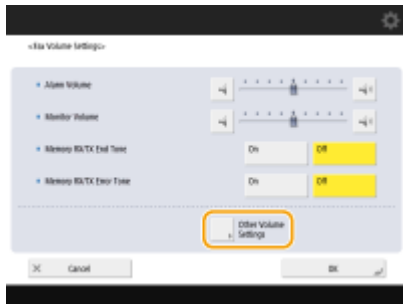 <Fax Volume Settings>
Alarm Volume
Monitor Volume
Memory RX/TX End Tone
On
Off
Memory RX/TX Error Tone
On
Off
Other Volume
Settings
Cancel
OK